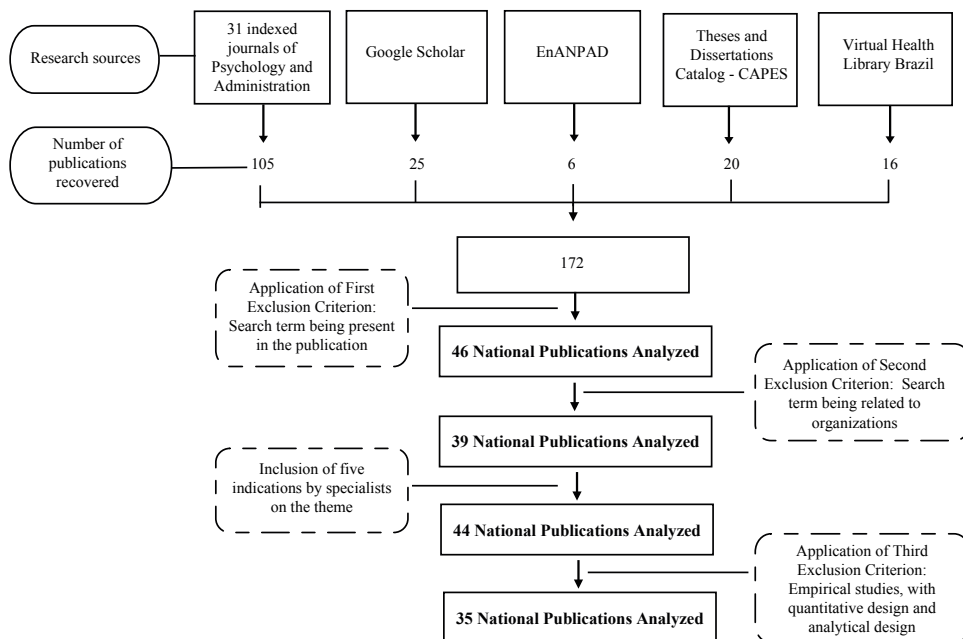 Research sources
31 indexed
journals of
Psychology and
Administration
Google Scholar
EnANPAD
Theses and
Dissertations
Catalog - CAPES
Virtual Health
Library Brazil
Number of
publications
recovered
105
25
6
20
16
172
Application of First
Exclusion Criterion:
Search term being present
in the publication
46 National Publications Analyzed
Application of Second
Exclusion Criterion: Search
term being related to
organizations
39 National Publications Analyzed
Inclusion of five
indications by specialists
on the theme
44 National Publications Analyzed
Application of Third
Exclusion Criterion:
Empirical studies, with
quantitative design and
analytical design
35 National Publications Analyzed